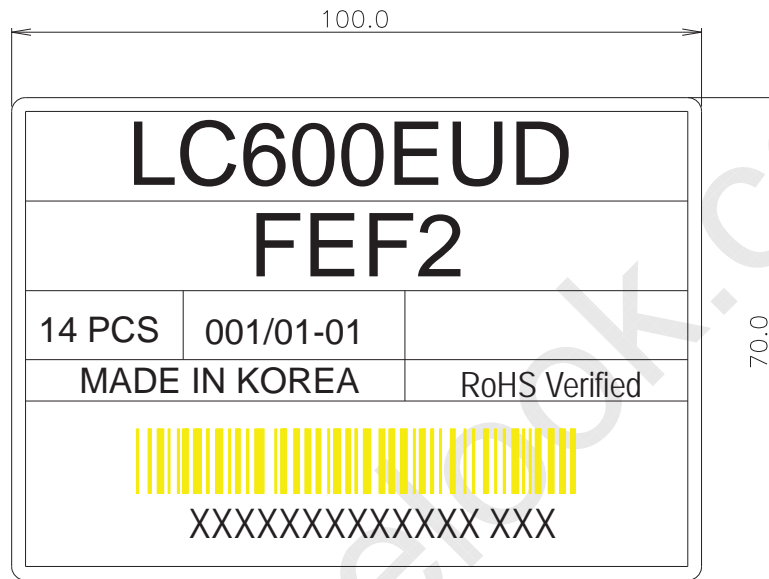 100.0
LC600EUD
FEF2
14 PCS 001/01-01
70.0
MADE IN KOREA RoHS Verified
XXXXXXXXXXXXX XXX